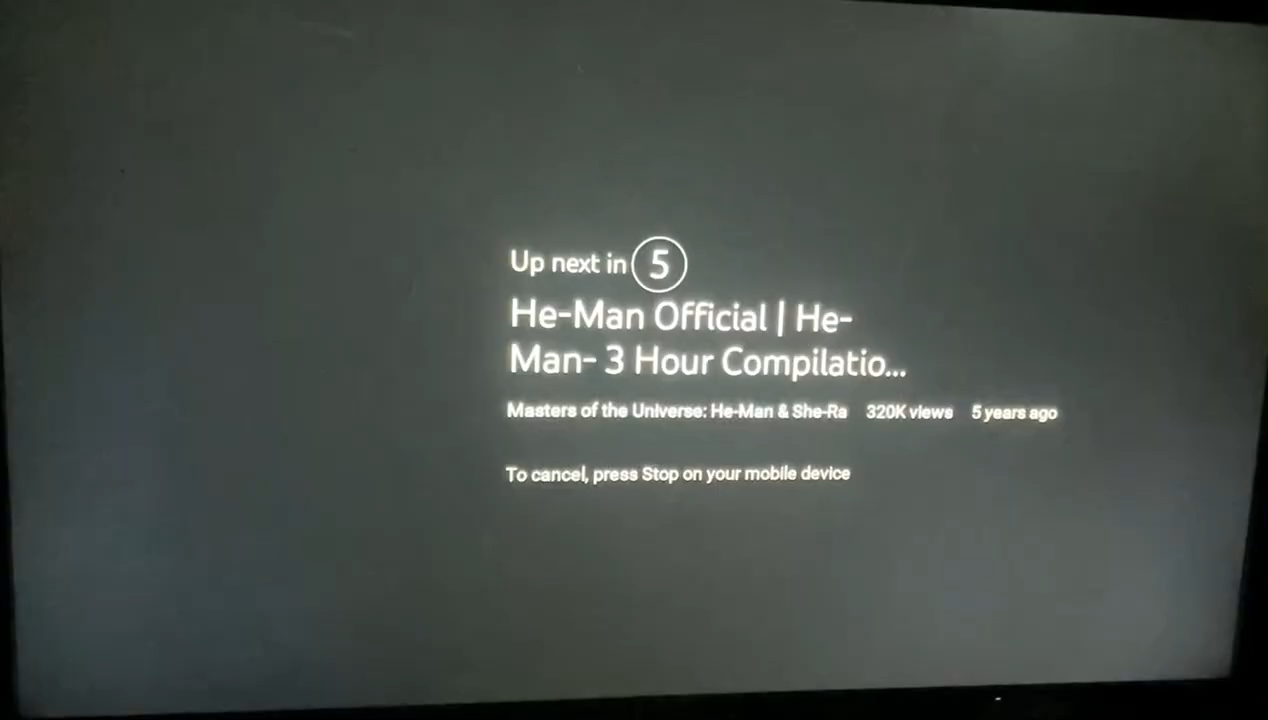 Up next in 5
He-Man Official | He-
Man- 3 Hour Compilatio...
Masters of the Universe: He-Man & She-Ra 320K views 5 years ago
To cancel, press Stop on your mobile device